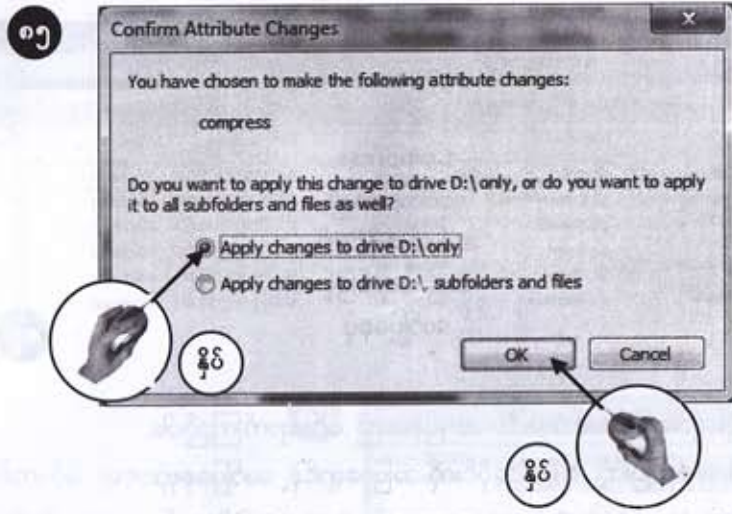 Confirm Attribute Changes
You have chosen to make the following attribute changes:
compress
Do you want to apply this change to drive D:\ only, or do you want to apply
it to all subfolders and files as well?
Apply changes to drive D:\ only
Apply changes to drive D:\, subfolders and files
နှိပ်
OK
Cancel
နှိပ်